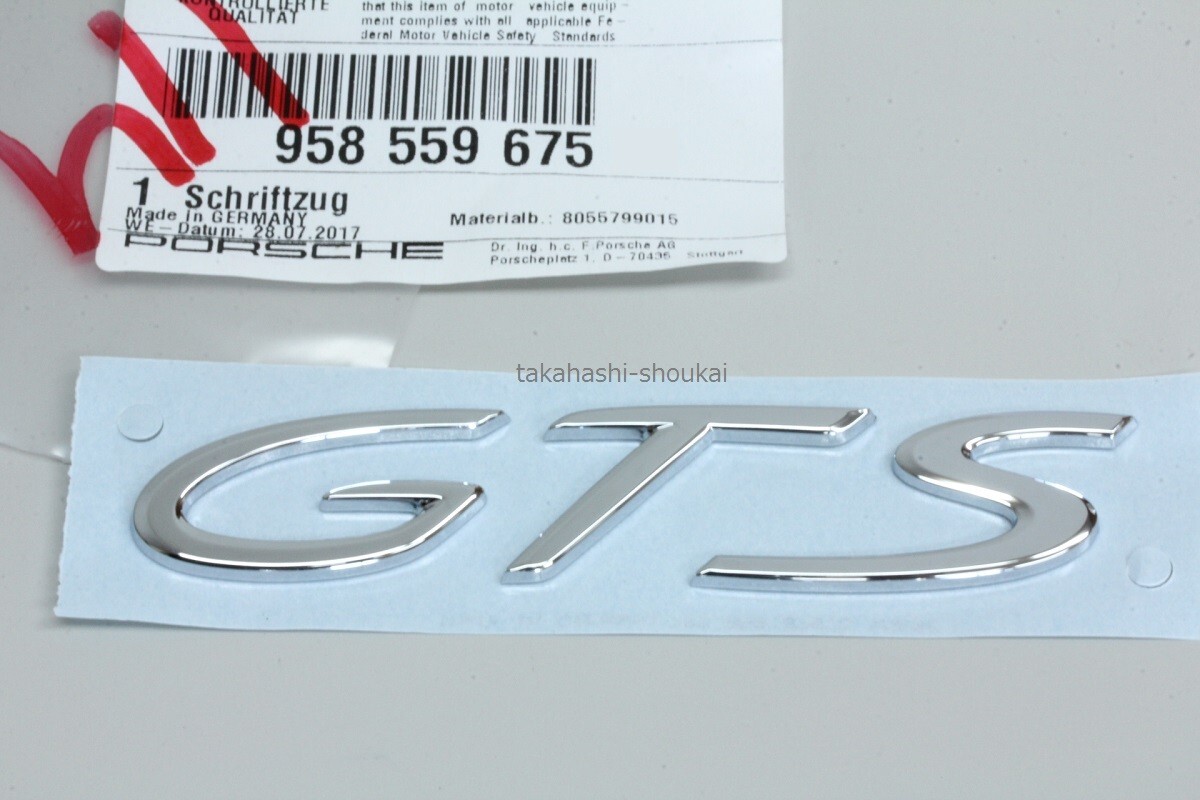 KONTROLLIERTE
QUALITÄT
that this item of motor vehicle equip-
ment complies with all applicable Fe-
deral Motor Vehicle Safety Standards
958 559 675
1 Schriftzug
Made in GERMANY
WE-Datum: 28.07.2017
Materialb.: 8055799015
PORSCHE
Dr. Ing. h.c. F.Porsche AG
Porscheplatz 1, D-70435 Stuttgart
takahashi-shoukai
GTS